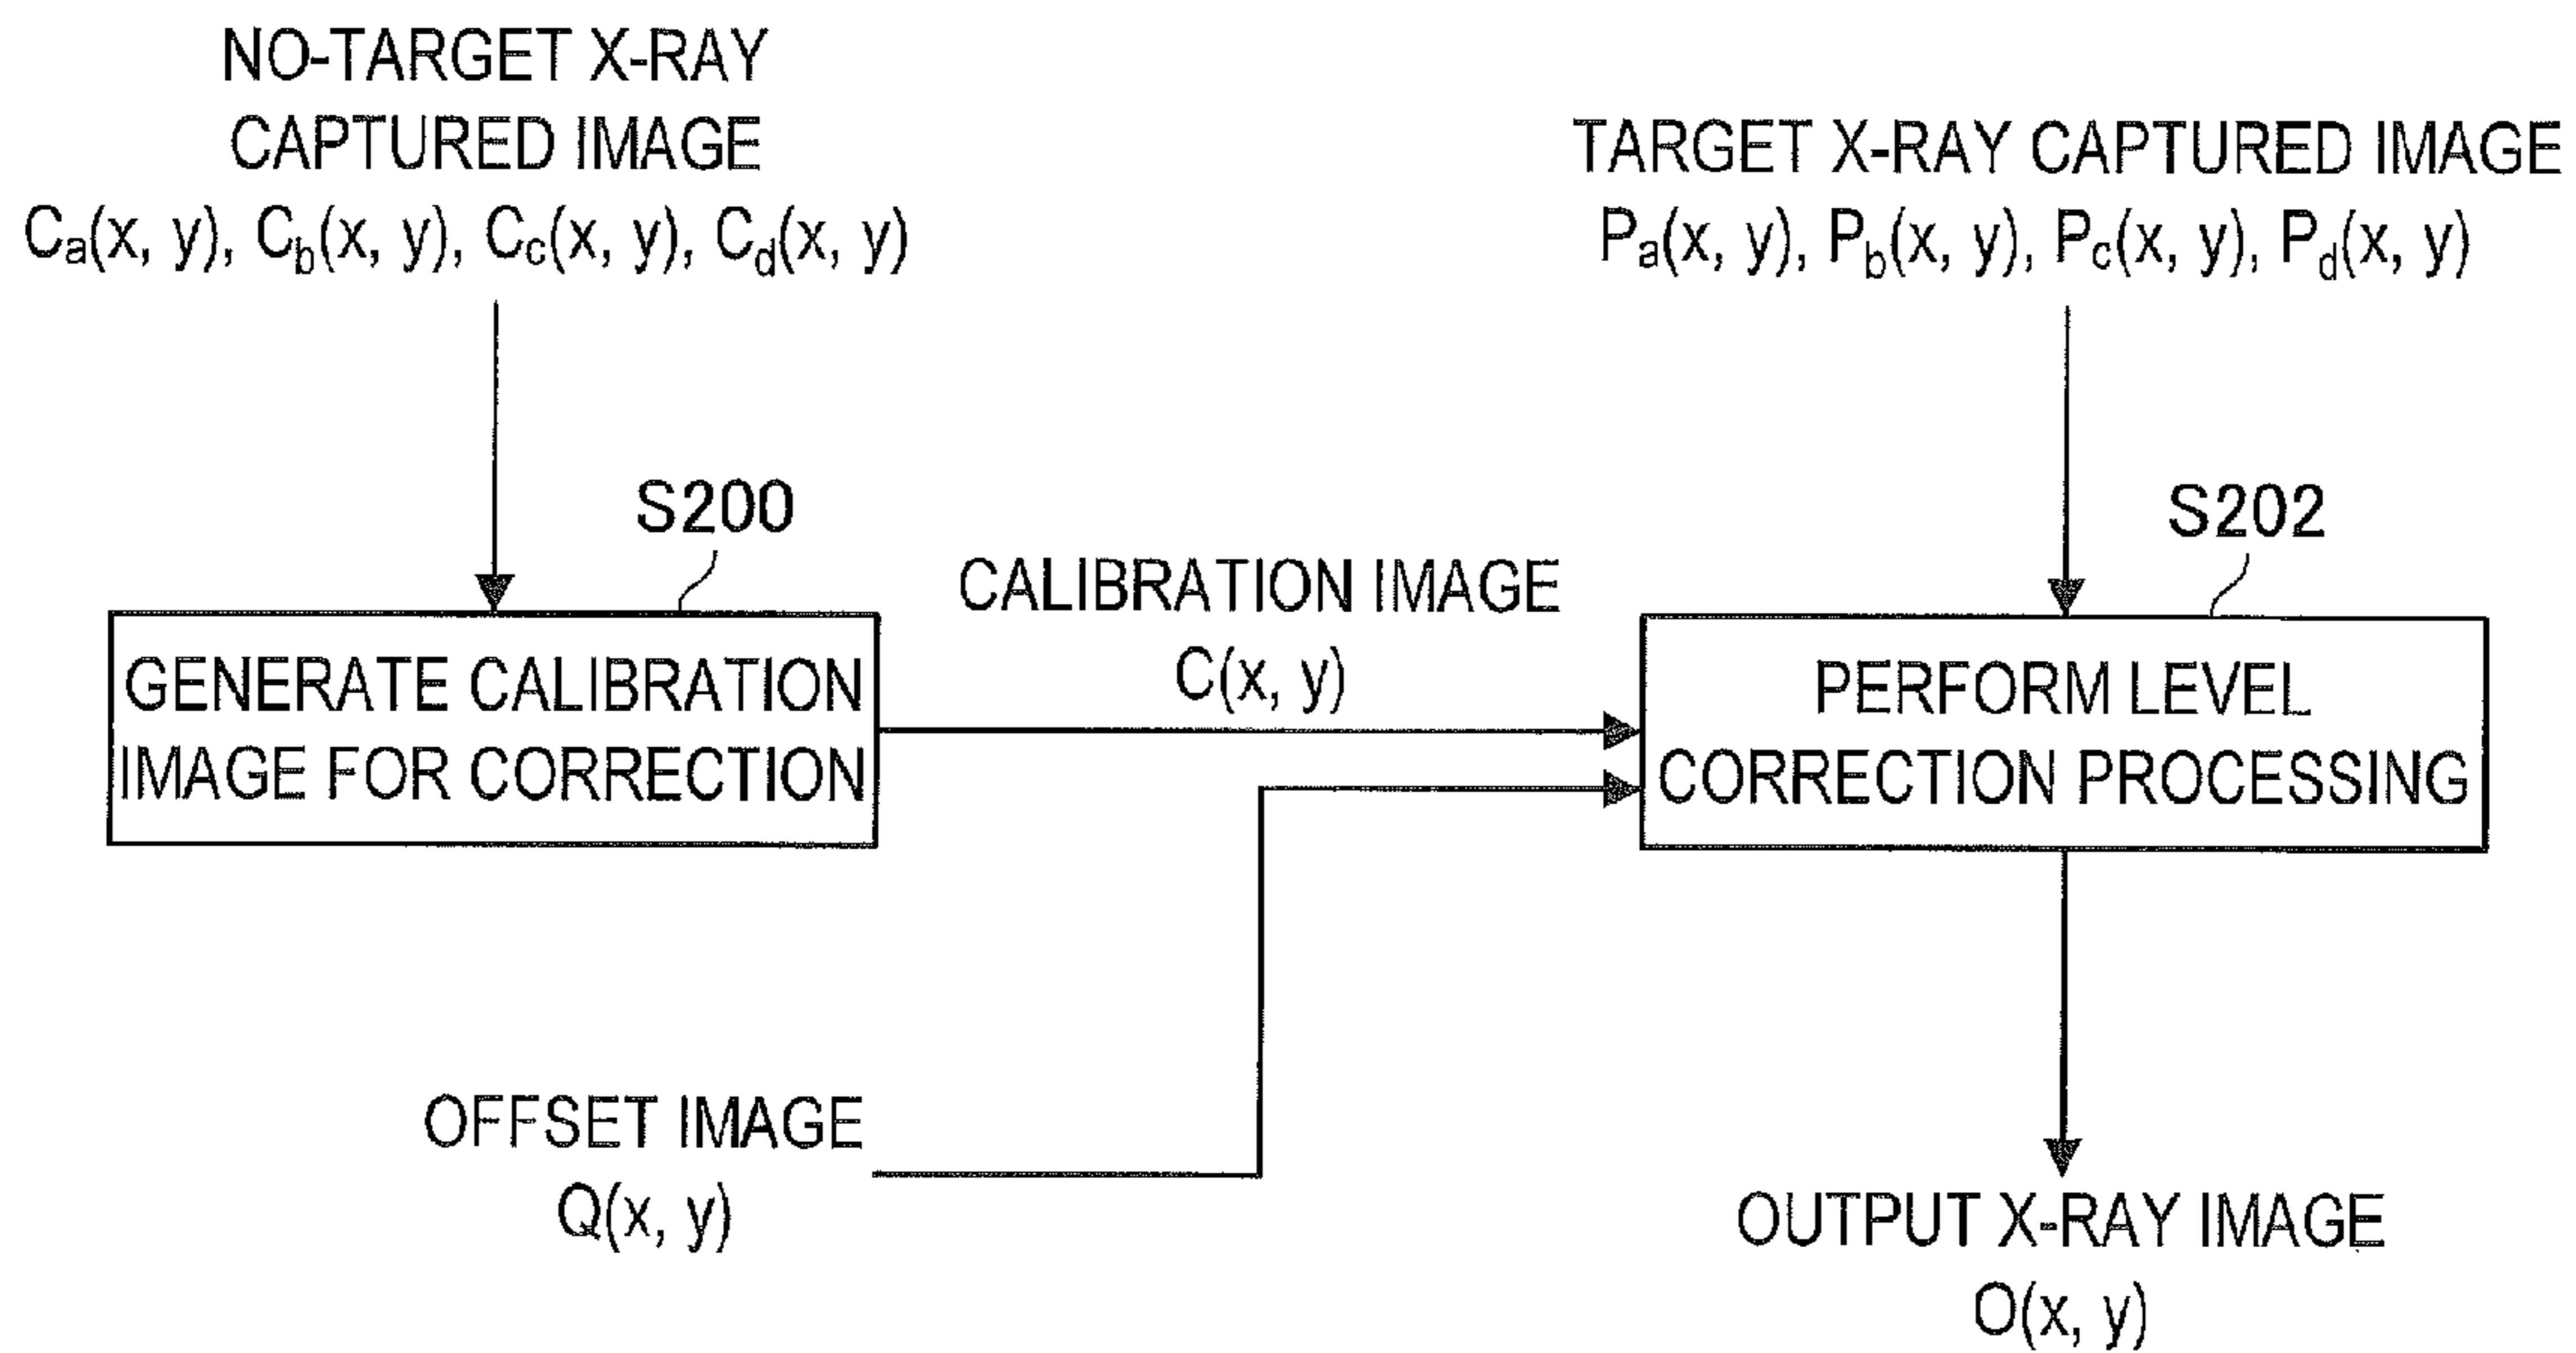 NO-TARGET X-RAY
CAPTURED IMAGE
Ca(x, y), Cb(x, y), Cc(x, y), Cd(x, y)
TARGET X-RAY CAPTURED IMAGE
Pa(x, y), Pb(x, y), Pc(x, y), Pd(x, y)
S200
GENERATE CALIBRATION
IMAGE FOR CORRECTION
CALIBRATION IMAGE
C(x, y)
S202
PERFORM LEVEL
CORRECTION PROCESSING
OFFSET IMAGE
Q(x, y)
OUTPUT X-RAY IMAGE
O(x, y)